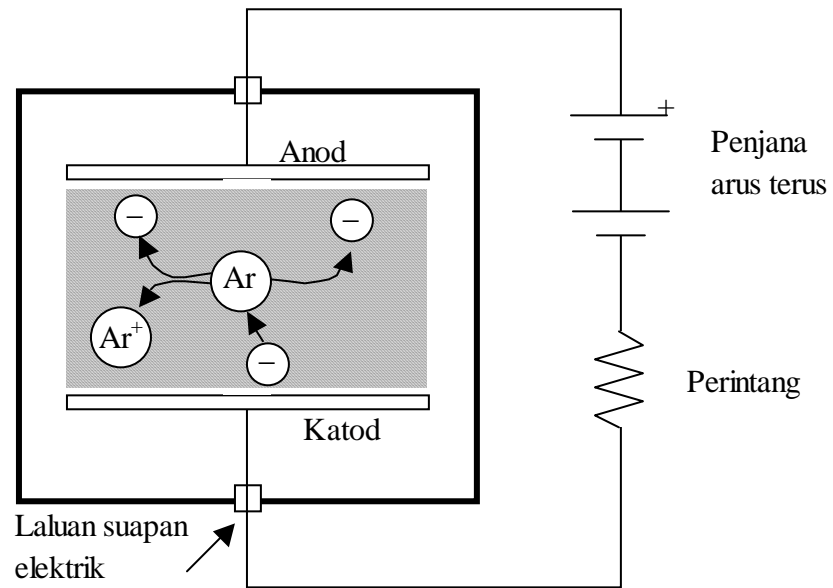 +
Anod
Penjana
arus terus
−
−
Ar
Ar⁺
−
Perintang
Katod
Laluan suapan
elektrik